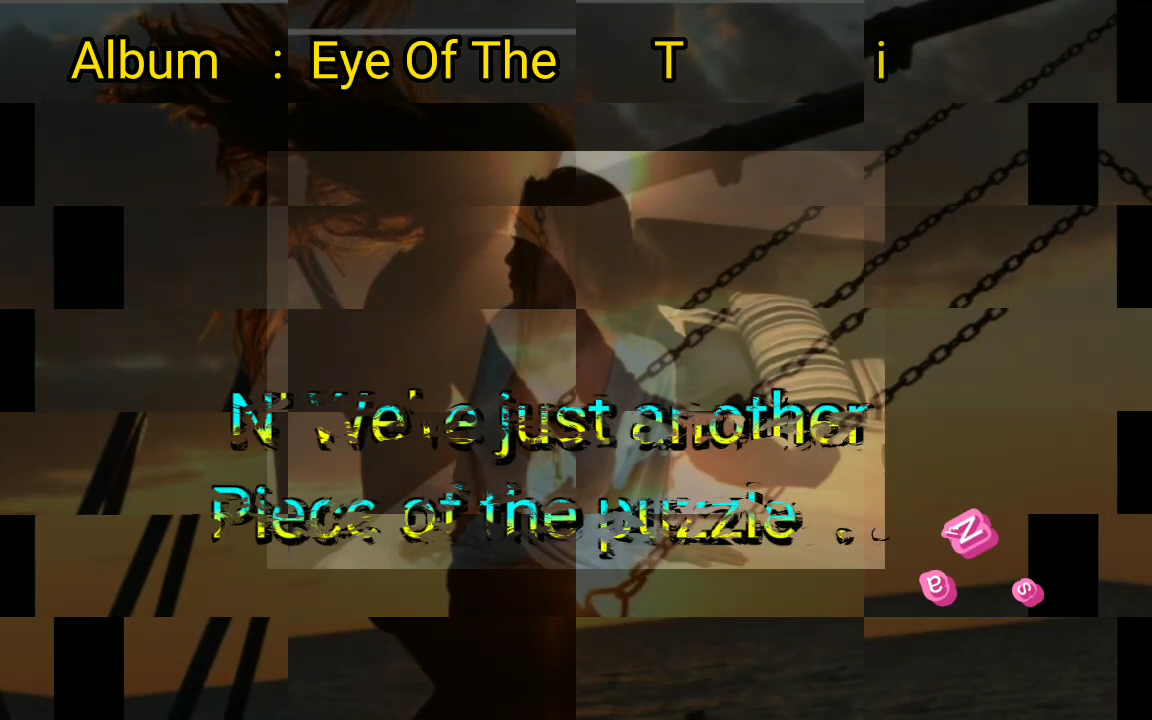 Album : Eye Of The T i
N' We're just another
Piece of the puzzle . .
N
a
s